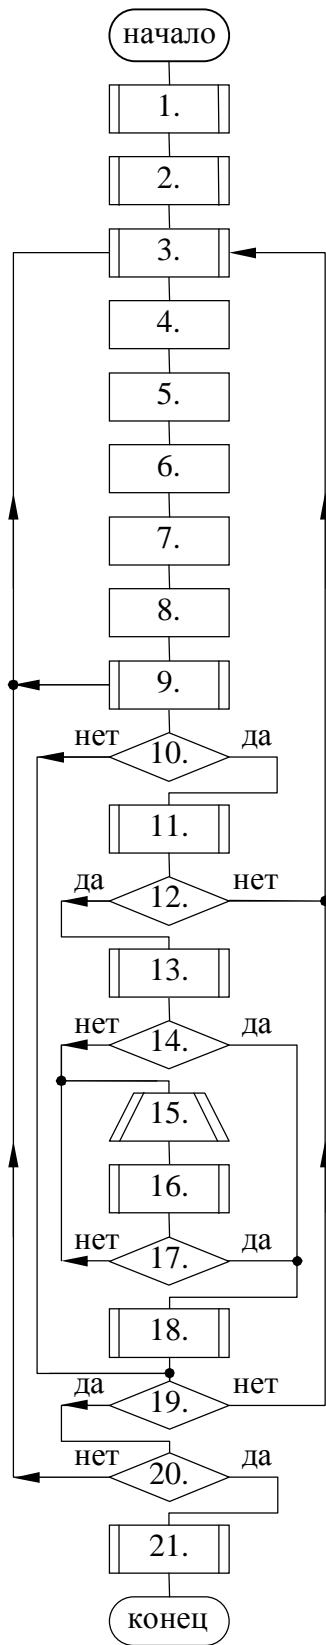 начало
1.
2.
3.
4.
5.
6.
7.
8.
9.
нет 10. да
11.
да 12. нет
13.
нет 14. да
15.
16.
нет 17. да
18.
да 19. нет
нет 20. да
21.
конец